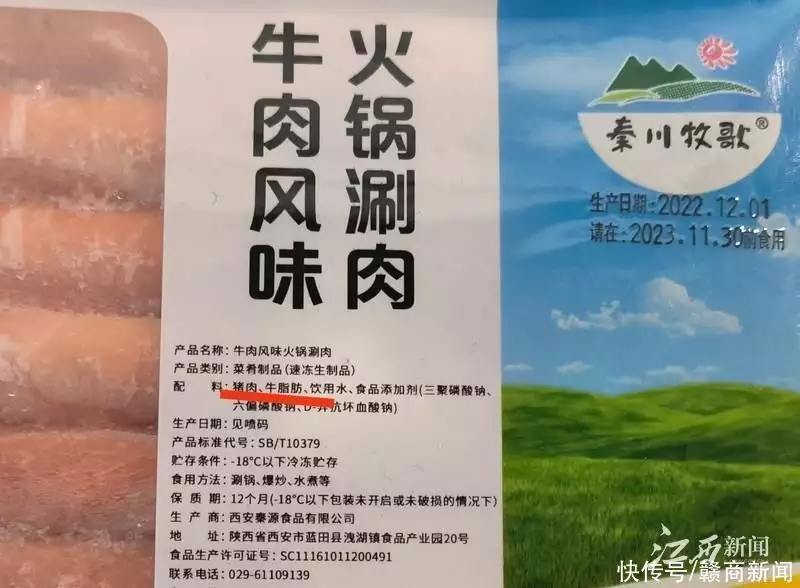 火锅涮肉
牛肉风味
秦川牧歌®
生产日期:2022.12.01
请在:2023.11.30前食用
产品名称:牛肉风味火锅涮肉
产品类别:菜肴制品(速冻生制品)
配 料:猪肉、牛脂肪、饮用水、食品添加剂(三聚磷酸钠、
六偏磷酸钠、D-异抗坏血酸钠)
生产日期:见喷码
产品标准代号:SB/T10379
贮存条件:-18℃以下冷冻贮存
食用方法:涮锅、爆炒、水煮等
保 质 期:12个月(-18℃以下包装未开启或未破损的情况下)
生 产 商:西安秦源食品有限公司
地 址:陕西省西安市蓝田县洩湖镇食品产业园20号
食品生产许可证号:SC11161011200491
联系电话:029-61109139
江西新闻
快传号/赣商新闻